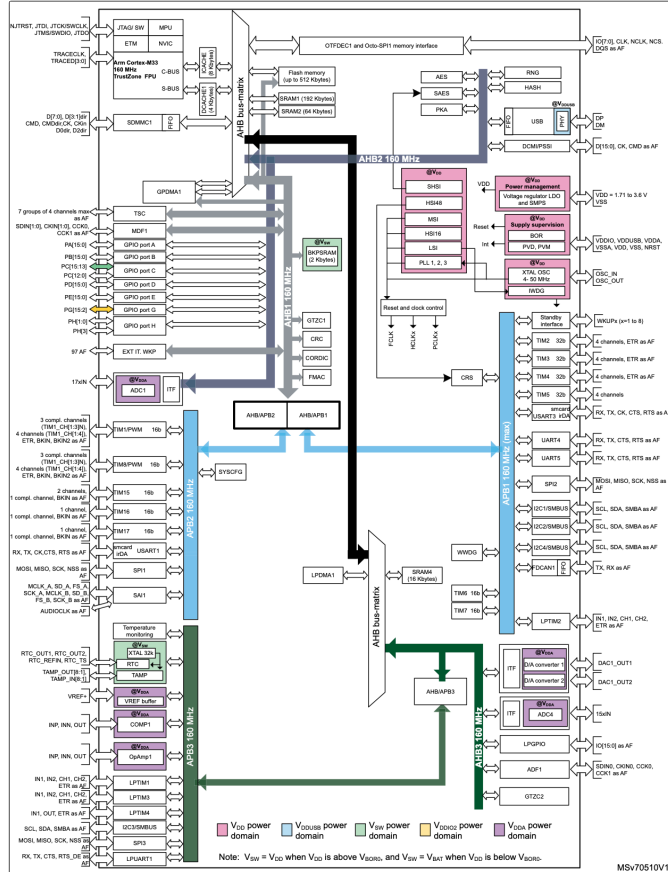 NJTRST, JTDI, JTCK/SWCLK,
JTMS/SWDIO, JTDO
TRACECLK,
TRACED[3:0]
JTAG/ SW
MPU
ETM
NVIC
Arm Cortex-M33
160 MHz
TrustZone FPU
C-BUS
S-BUS
ICACHE
(8 Kbytes)
DCACHE1
(4 Kbytes)
AHB bus-matrix
Flash memory
(up to 512 Kbytes)
SRAM1 (192 Kbytes)
SRAM2 (64 Kbytes)
OTFDEC1 and Octo-SPI1 memory interface
IO[7:0], CLK, NCLK, NCS.
DQS as AF
D[7:0], D[3:1]dir
CMD, CMDdir,CK, CKin
D0dir, D2dir
SDMMC1
FIFO
AES
SAES
PKA
RNG
HASH
@VDDUSB
FIFO
USB
PHY
DP
DM
DCMI/PSSI
D[15:0], CK, CMD as AF
AHB2 160 MHz
GPDMA1
7 groups of 4 channels max
as AF
TSC
SDIN[1:0], CKIN[1:0], CCK0,
CCK1 as AF
MDF1
PA[15:0]
GPIO port A
PB[15:0]
GPIO port B
PC[15:13]
PC[12:0]
GPIO port C
PD[15:0]
GPIO port D
PE[15:0]
GPIO port E
PG[15:2]
GPIO port G
PH[1:0]
PH[3]
GPIO port H
97 AF
EXT IT. WKP
17xIN
@VDDA
ADC1
ITF
@VSW
BKPSRAM
(2 Kbytes)
AHB1 160 MHz
GTZC1
CRC
CORDIC
FMAC
@VDD
SHSI
HSI48
MSI
HSI16
LSI
PLL 1, 2, 3
VDD
@VDD
Power management
Voltage regulator LDO
and SMPS
VDD = 1.71 to 3.6 V
VSS
Reset
Int
@VDD
Supply supervision
BOR
PVD, PVM
VDDIO, VDDUSB, VDDA,
VSSA, VDD, VSS, NRST
@VDD
XTAL OSC
4- 50 MHz
IWDG
OSC_IN
OSC_OUT
Reset and clock control
FCLK
HCLKx
PCLKx
Standby
interface
WKUPx (x=1 to 8)
CRS
TIM2 32b
4 channels, ETR as AF
TIM3 32b
4 channels, ETR as AF
TIM4 32b
4 channels, ETR as AF
TIM5 32b
4 channels
smcard
irDA
USART3
RX, TX, CK, CTS, RTS as AF
UART4
RX, TX, CTS, RTS as AF
UART5
RX, TX, CTS, RTS as AF
SPI2
MOSI, MISO, SCK, NSS as
AF
I2C1/SMBUS
SCL, SDA, SMBA as AF
I2C2/SMBUS
SCL, SDA, SMBA as AF
I2C4/SMBUS
SCL, SDA, SMBA as AF
FDCAN1
FIFO
TX, RX as AF
LPTIM2
IN1, IN2, CH1, CH2,
ETR as AF
WWDG
TIM6 16b
TIM7 16b
APB1 160 MHz (max)
AHB/APB2
AHB/APB1
3 compl. channels
(TIM1_CH[1:3]N),
4 channels (TIM1_CH[1:4]),
ETR, BKIN, BKIN2 as AF
TIM1/PWM 16b
3 compl. channels
(TIM1_CH[1:3]N),
4 channels (TIM1_CH[1:4]),
ETR, BKIN, BKIN2 as AF
TIM8/PWM 16b
2 channels,
1 compl. channel, BKIN as AF
TIM15 16b
1 channel,
1 compl. channel, BKIN as AF
TIM16 16b
1 channel,
1 compl. channel, BKIN as AF
TIM17 16b
RX, TX, CK,CTS, RTS as AF
smcard
irDA
USART1
MOSI, MISO, SCK, NSS as
AF
SPI1
MCLK_A, SD_A, FS_A,
SCK_A, MCLK_B, SD_B,
FS_B, SCK_B as AF
AUDIOCLK as AF
SAI1
APB2 160 MHz
SYSCFG
LPDMA1
AHB bus-matrix
SRAM4
(16 Kbytes)
Temperature
monitoring
RTC_OUT1, RTC_OUT2,
RTC_REFIN, RTC_TS
TAMP_OUT[8:1],
TAMP_IN[8:1]
@VSW
XTAL 32k
RTC
TAMP
VREF+
@VDDA
VREF buffer
INP, INN, OUT
@VDDA
COMP1
INP, INN, OUT
@VDDA
OpAmp1
IN1, IN2, CH1, CH2,
ETR as AF
LPTIM1
IN1, IN2, CH1, CH2,
ETR as AF
LPTIM3
IN1, OUT, ETR as AF
LPTIM4
SCL, SDA, SMBA as AF
I2C3/SMBUS
MOSI, MISO, SCK, NSS as
AF
SPI3
RX, TX, CTS, RTS_DE as
AF
LPUART1
APB3 160 MHz
AHB/APB3
AHB3 160 MHz
ITF
@VDDA
D/A converter 1
D/A converter 2
DAC1_OUT1
DAC1_OUT2
ITF
@VDDA
ADC4
15xIN
LPGPIO
IO[15:0] as AF
ADF1
SDIN0, CKIN0, CCK0,
CCK1 as AF
GTZC2
VDD power
domain
VDDUSB power
domain
VSW power
domain
VDDIO2 power
domain
VDDA power
domain
Note: VSW = VDD when VDD is above VBOR0, and VSW = VBAT when VDD is below VBOR0.
MSv70510V1